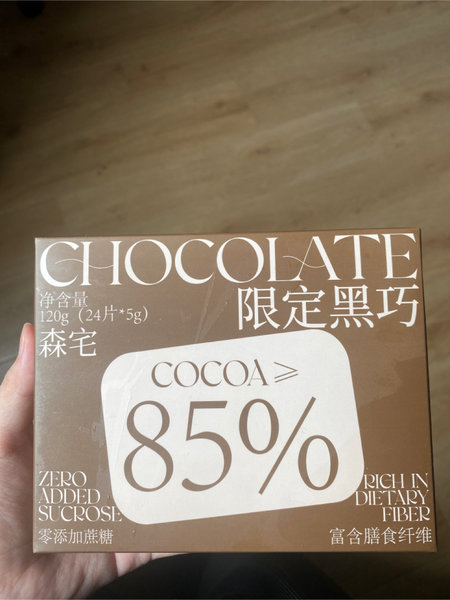 CHOCOLATE
净含量
120g（24片*5g）
限定黑巧
森宅
COCOA⩾
85%
ZERO
ADDED
SUCROSE
零添加蔗糖
RICH IN
DIETARY
FIBER
富含膳食纤维